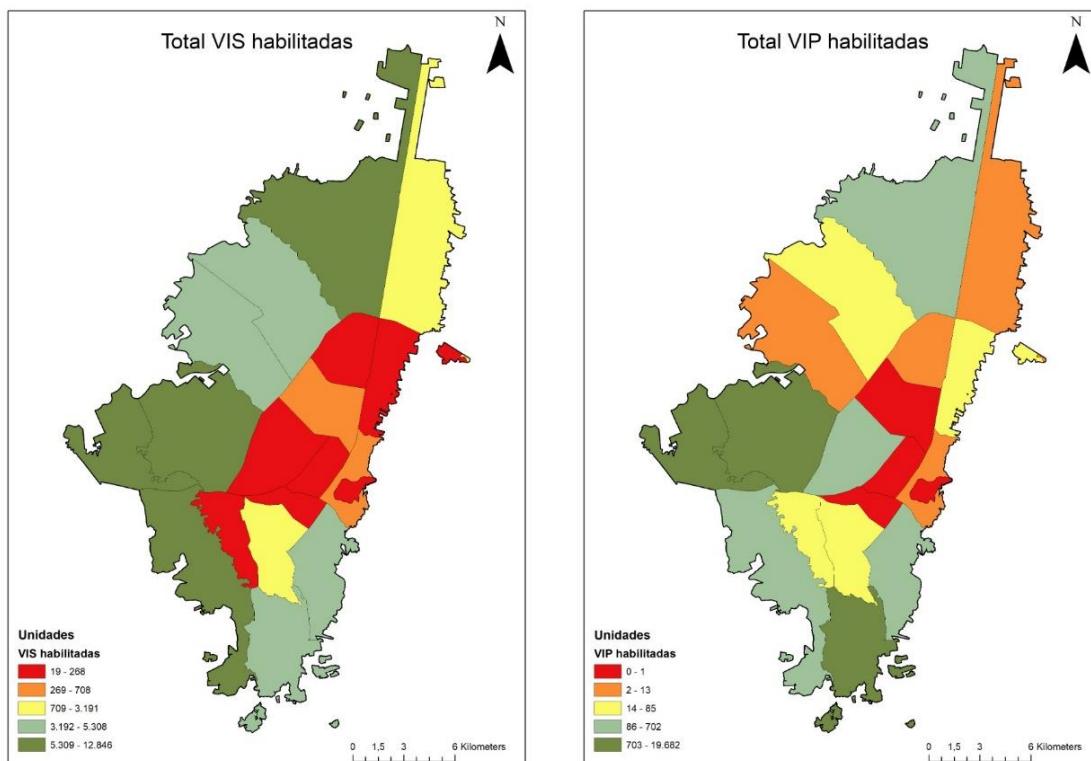 Total VIS habilitadas
N
Unidades
VIS habilitadas
19 - 268
269 - 708
709 - 3.191
3.192 - 5.308
5.309 - 12.846
0 1,5 3 6 Kilometers
Total VIP habilitadas
N
Unidades
VIP habilitadas
0 - 1
2 - 13
14 - 85
86 - 702
703 - 19.682
0 1,5 3 6 Kilometers